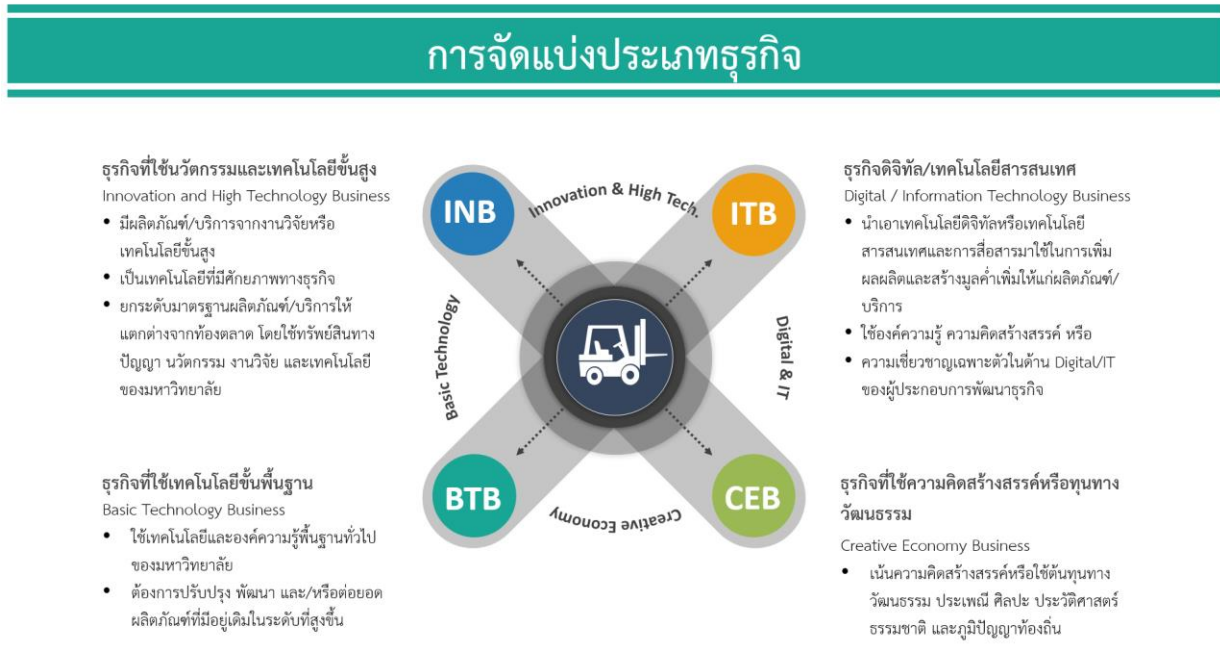 การจัดแบ่งประเภทธุรกิจ
ธุรกิจที่ใช้นวัตกรรมและเทคโนโลยีขั้นสูง
Innovation and High Technology Business
• มีผลิตภัณฑ์/บริการจากงานวิจัยหรือ
เทคโนโลยีขั้นสูง
• เป็นเทคโนโลยีที่มีศักยภาพทางธุรกิจ
• ยกระดับมาตรฐานผลิตภัณฑ์/บริการให้
แตกต่างจากท้องตลาด โดยใช้ทรัพย์สินทาง
ปัญญา นวัตกรรม งานวิจัย และเทคโนโลยี
ของมหาวิทยาลัย
INB
Innovation & High Tech.
ITB
Basic Technology
Digital & IT
BTB
Creative Economy
CEB
ธุรกิจดิจิทัล/เทคโนโลยีสารสนเทศ
Digital / Information Technology Business
• นำเอาเทคโนโลยีดิจิทัลหรือเทคโนโลยี
สารสนเทศและการสื่อสารมาใช้ในการเพิ่ม
ผลผลิตและสร้างมูลค่ำเพิ่มให้แก่ผลิตภัณฑ์/
บริการ
• ใช้องค์ความรู้ ความคิดสร้างสรรค์ หรือ
• ความเชี่ยวชาญเฉพาะตัวในด้าน Digital/IT
ของผู้ประกอบการพัฒนาธุรกิจ
ธุรกิจที่ใช้เทคโนโลยีขั้นพื้นฐาน
Basic Technology Business
• ใช้เทคโนโลยีและองค์ความรู้พื้นฐานทั่วไป
ของมหาวิทยาลัย
• ต้องการปรับปรุง พัฒนา และ/หรือต่อยอด
ผลิตภัณฑ์ที่มีอยู่เดิมในระดับที่สูงขึ้น
ธุรกิจที่ใช้ความคิดสร้างสรรค์หรือทุนทาง
วัฒนธรรม
Creative Economy Business
• เน้นความคิดสร้างสรรค์หรือใช้ต้นทุนทาง
วัฒนธรรม ประเพณี ศิลปะ ประวัติศาสตร์
ธรรมชาติ และภูมิปัญญาท้องถิ่น